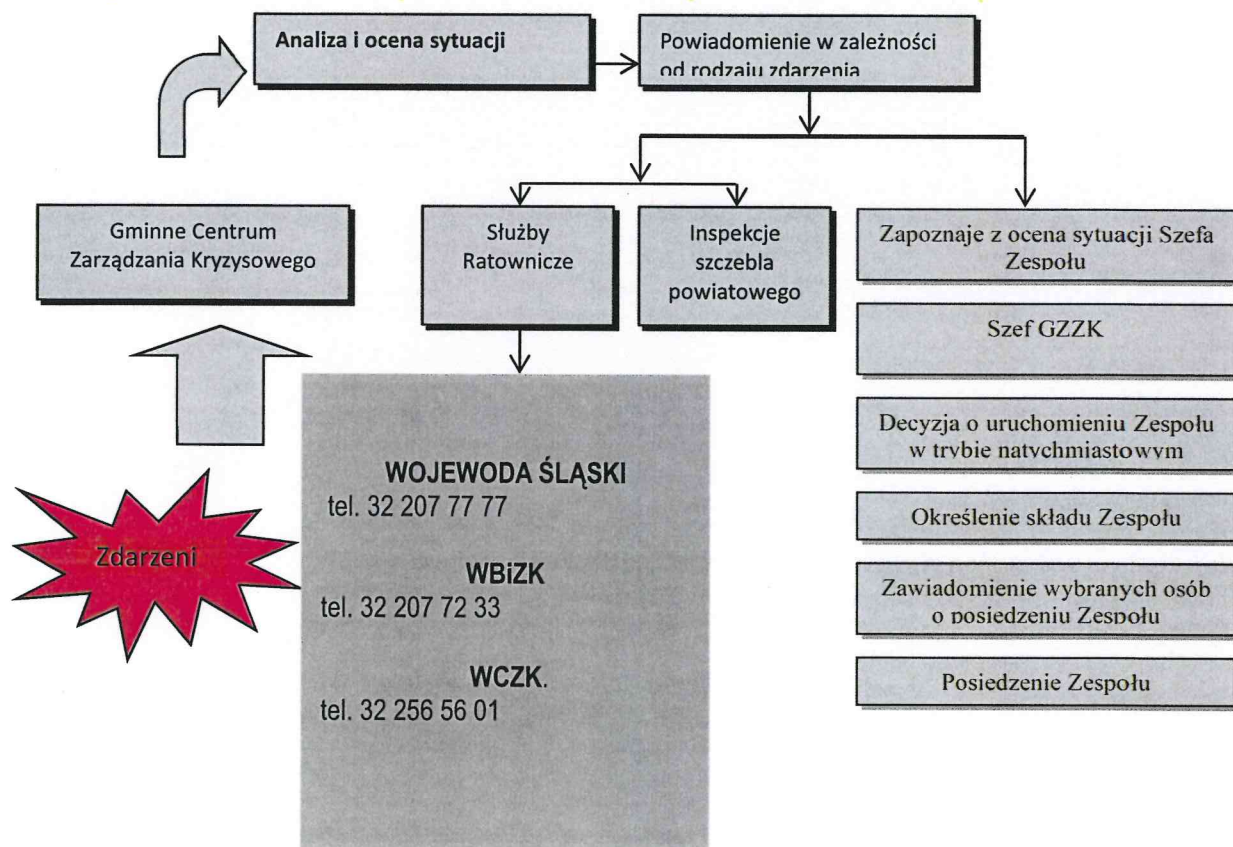 Analiza i ocena sytuacji
Powiadomienie w zależności
od rodzaju zdarzenia
Gminne Centrum
Zarządzania Kryzysowego
Służby
Ratownicze
Inspekcje
szczebla
powiatowego
Zapoznaje z ocena sytuacji Szefa
Zespołu
Szef GZZK
Decyzja o uruchomieniu Zespołu
w trybie natychmiastowym
Określenie składu Zespołu
Zawiadomienie wybranych osób
o posiedzeniu Zespołu
Posiedzenie Zespołu
Zdarzeni
WOJEWODA ŚLĄSKI
tel. 32 207 77 77
WBiZK
tel. 32 207 72 33
WCZK.
tel. 32 256 56 01